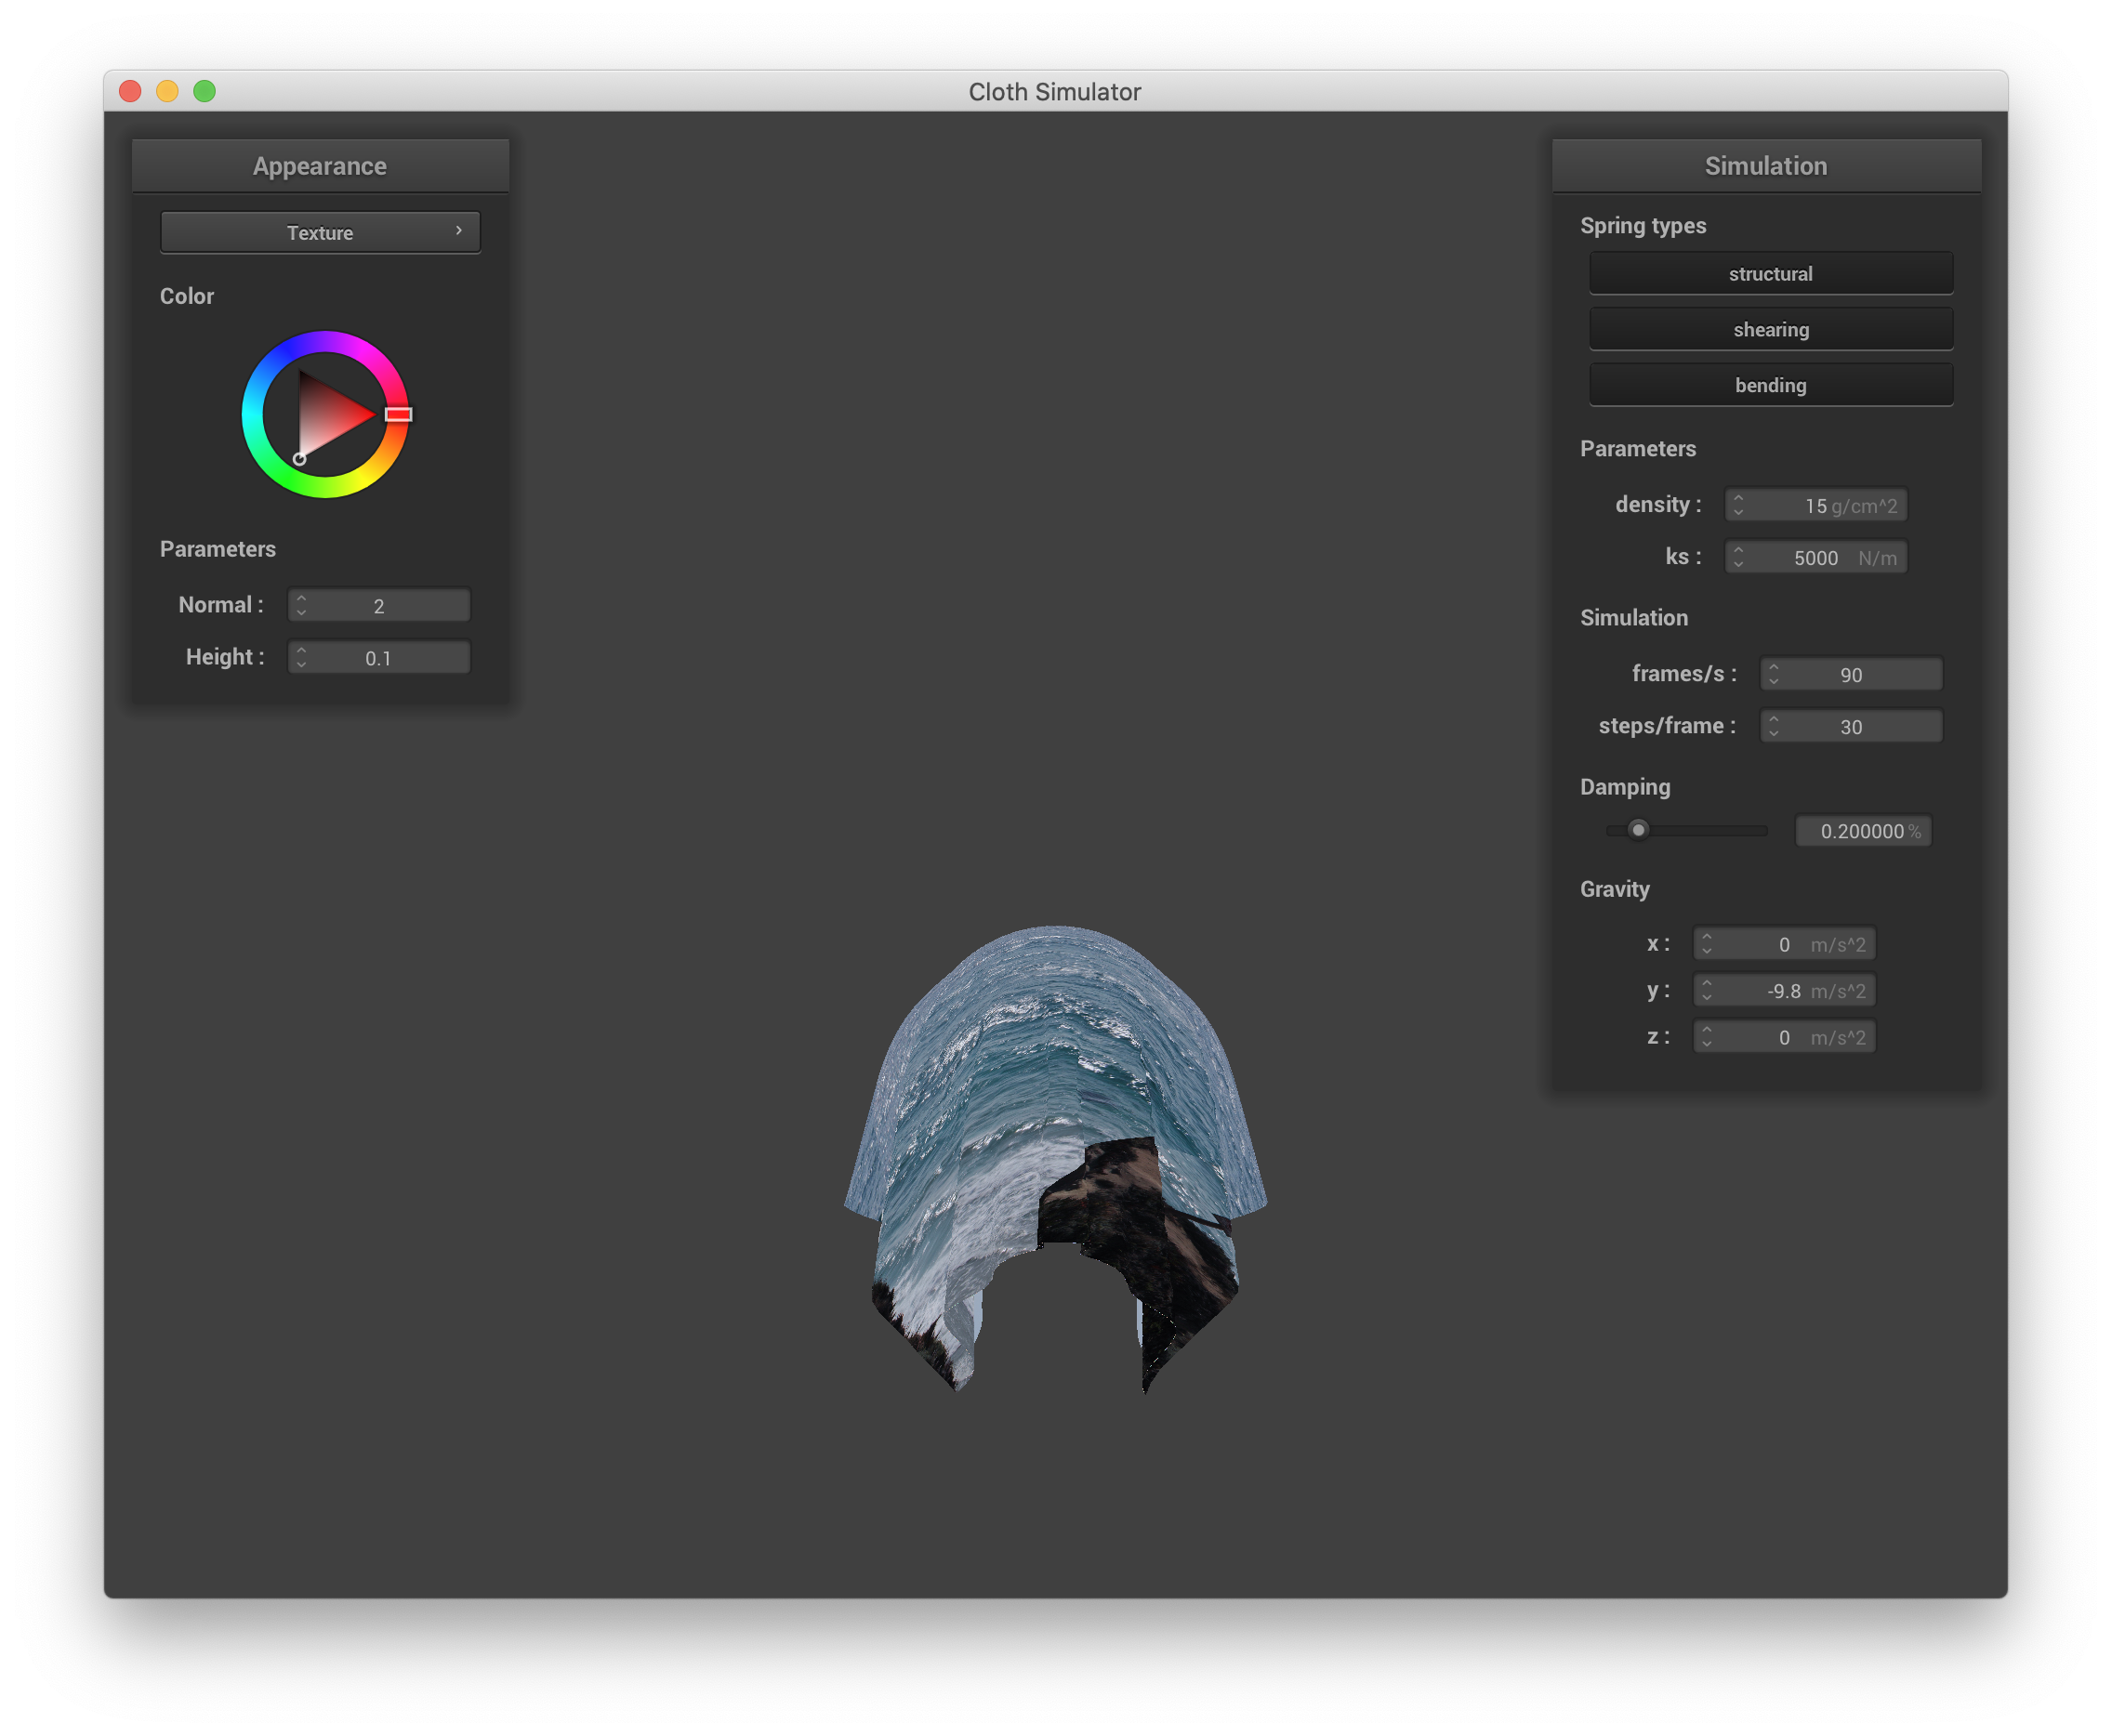 Cloth Simulator
Appearance
Texture
Color
Parameters
Normal : 2
Height : 0.1
Simulation
Spring types
structural
shearing
bending
Parameters
density : 15 g/cm^2
ks : 5000 N/m
Simulation
frames/s : 90
steps/frame : 30
Damping
0.200000 %
Gravity
x : 0 m/s^2
y : -9.8 m/s^2
z : 0 m/s^2